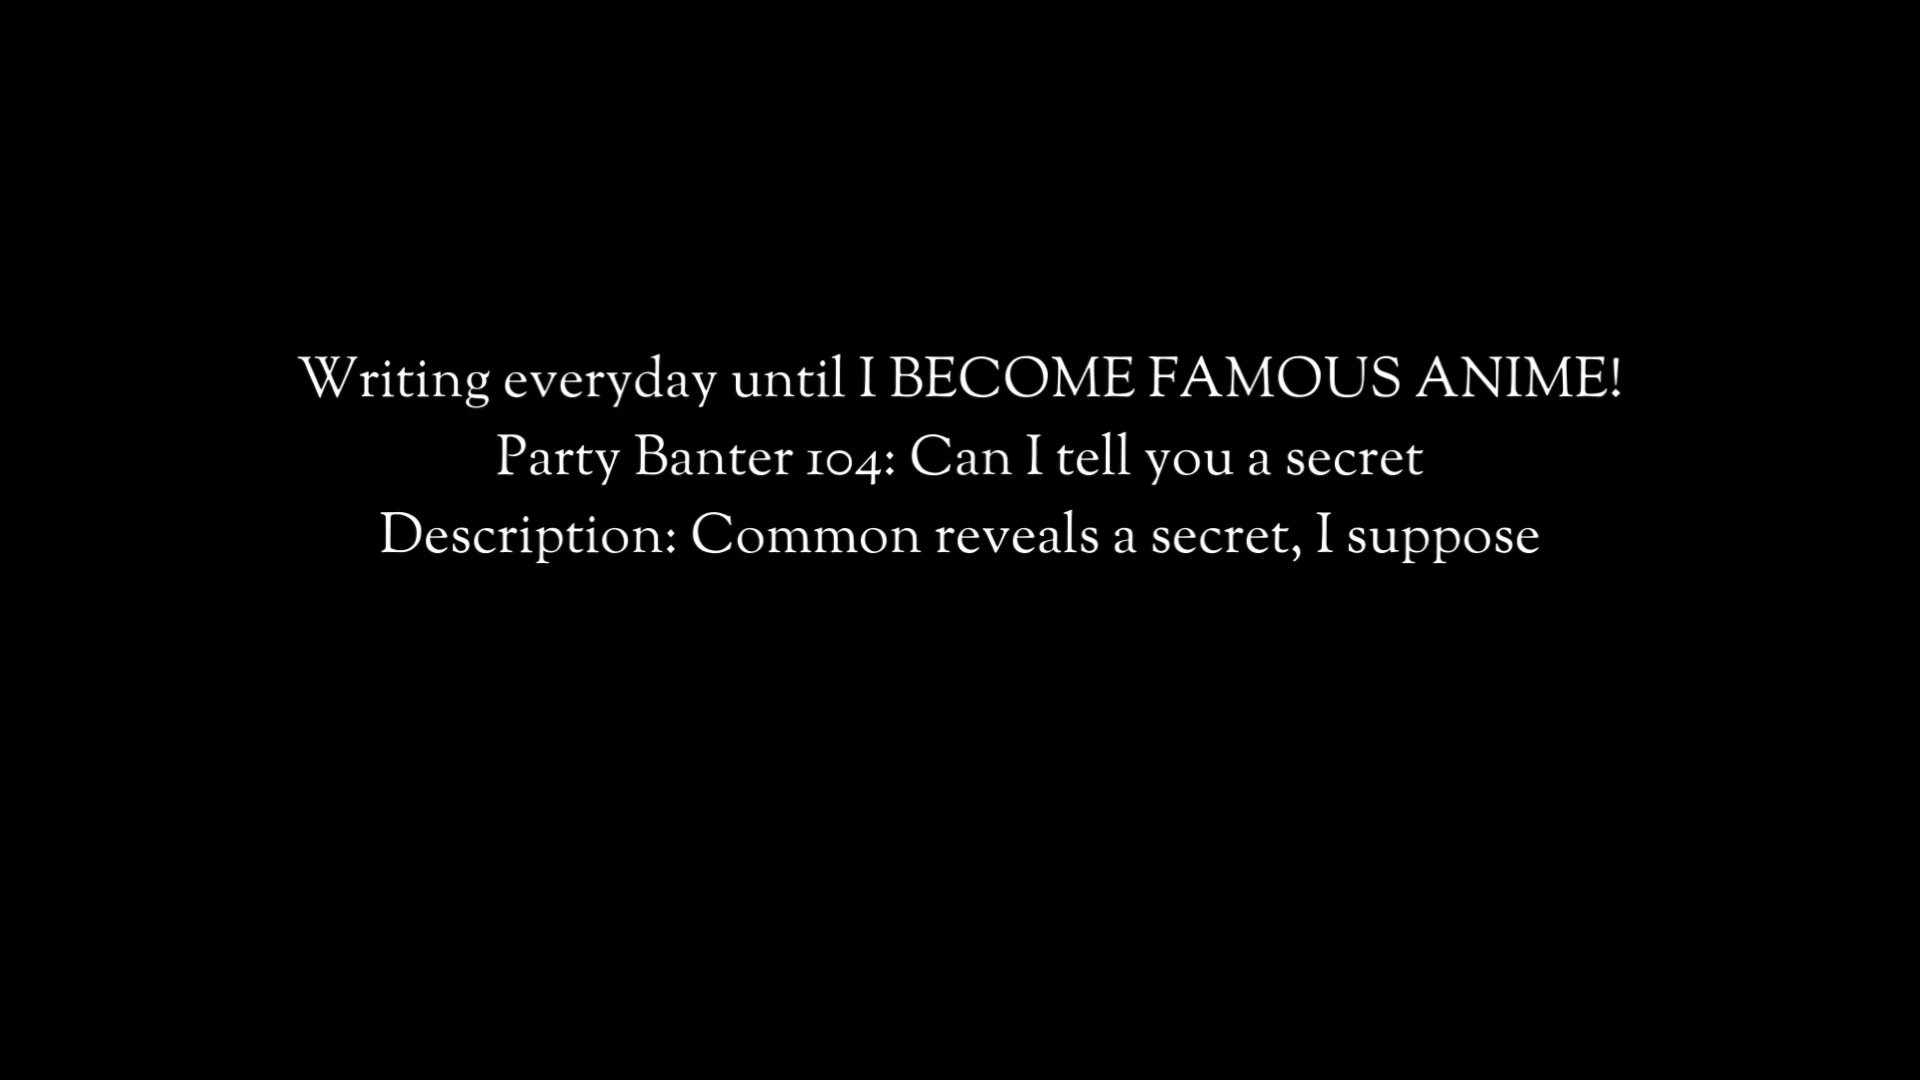 Writing everyday until I BECOME FAMOUS ANIME!
Party Banter 104: Can I tell you a secret
Description: Common reveals a secret, I suppose